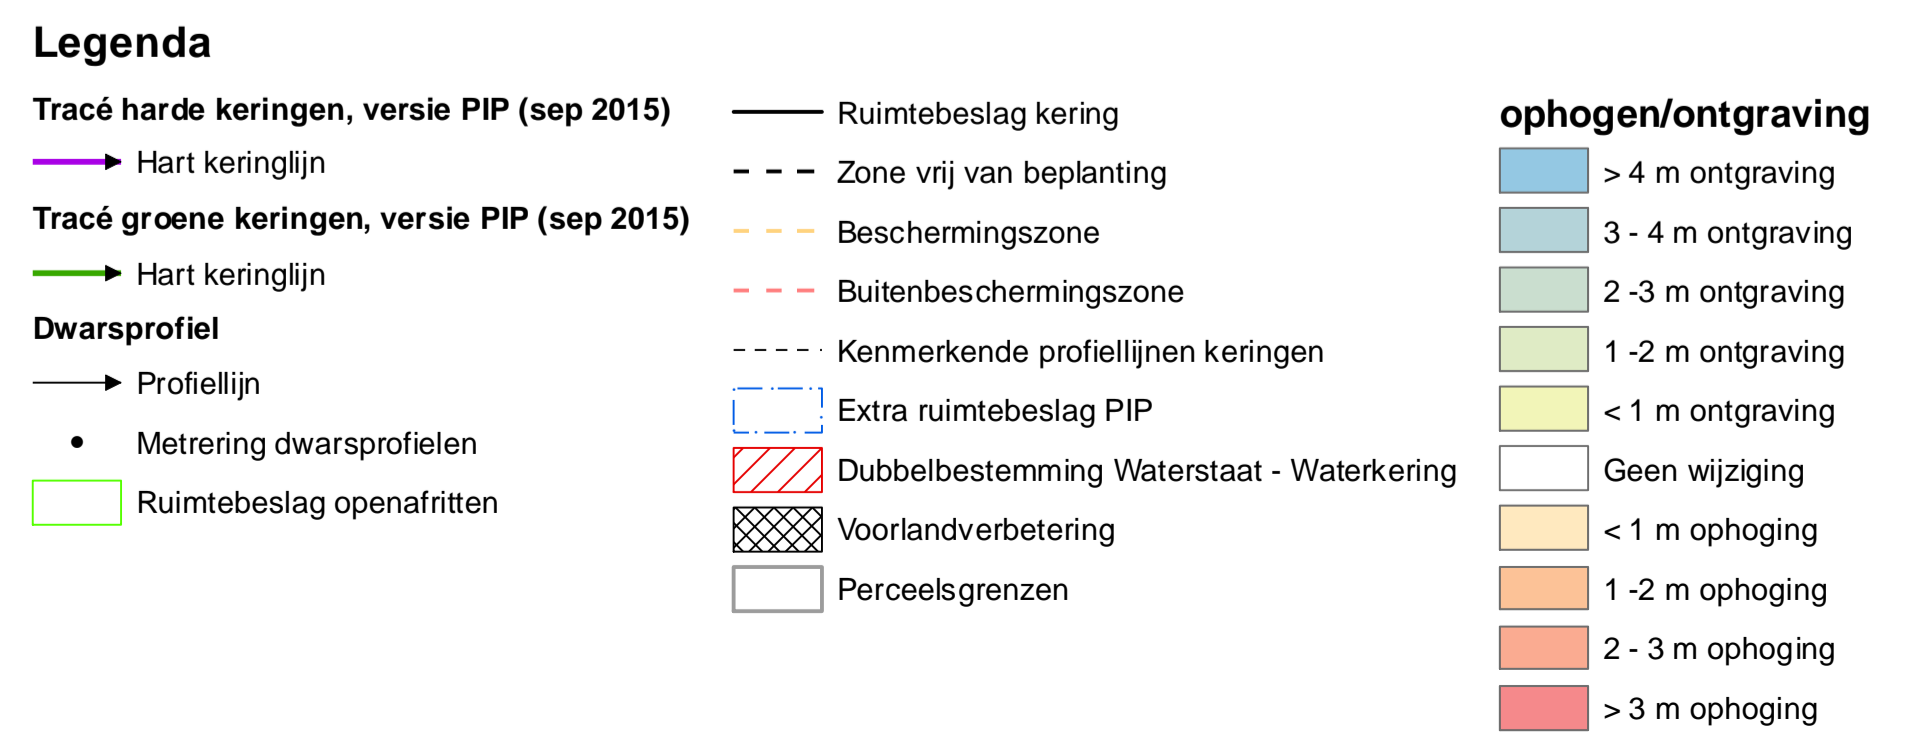 Legenda
Tracé harde keringen, versie PIP (sep 2015)
Hart keringlijn
Tracé groene keringen, versie PIP (sep 2015)
Hart keringlijn
Dwarsprofiel
Profiellijn
Metrering dwarsprofielen
Ruimtebeslag openafritten
Ruimtebeslag kering
Zone vrij van beplanting
Beschermingszone
Buitenbeschermingszone
Kenmerkende profiellijnen keringen
Extra ruimtebeslag PIP
Dubbelbestemming Waterstaat - Waterkering
Voorlandverbetering
Perceelsgrenzen
ophogen/ontgraving
> 4 m ontgraving
3 - 4 m ontgraving
2 -3 m ontgraving
1 -2 m ontgraving
< 1 m ontgraving
Geen wijziging
< 1 m ophoging
1 -2 m ophoging
2 - 3 m ophoging
> 3 m ophoging